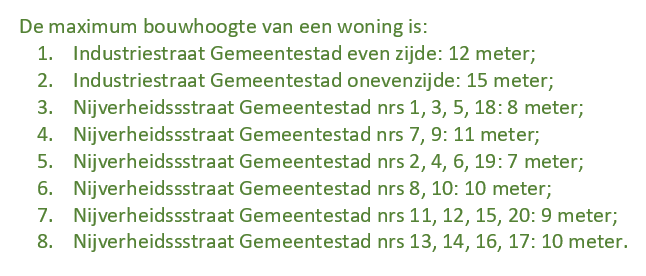 De maximum bouwhoogte van een woning is:
1. Industriestraat Gemeentestad even zijde: 12 meter;
2. Industriestraat Gemeentestad onevenzijde: 15 meter;
3. Nijverheidssstraat Gemeentestad nrs 1, 3, 5, 18: 8 meter;
4. Nijverheidssstraat Gemeentestad nrs 7, 9: 11 meter;
5. Nijverheidssstraat Gemeentestad nrs 2, 4, 6, 19: 7 meter;
6. Nijverheidssstraat Gemeentestad nrs 8, 10: 10 meter;
7. Nijverheidssstraat Gemeentestad nrs 11, 12, 15, 20: 9 meter;
8. Nijverheidssstraat Gemeentestad nrs 13, 14, 16, 17: 10 meter.